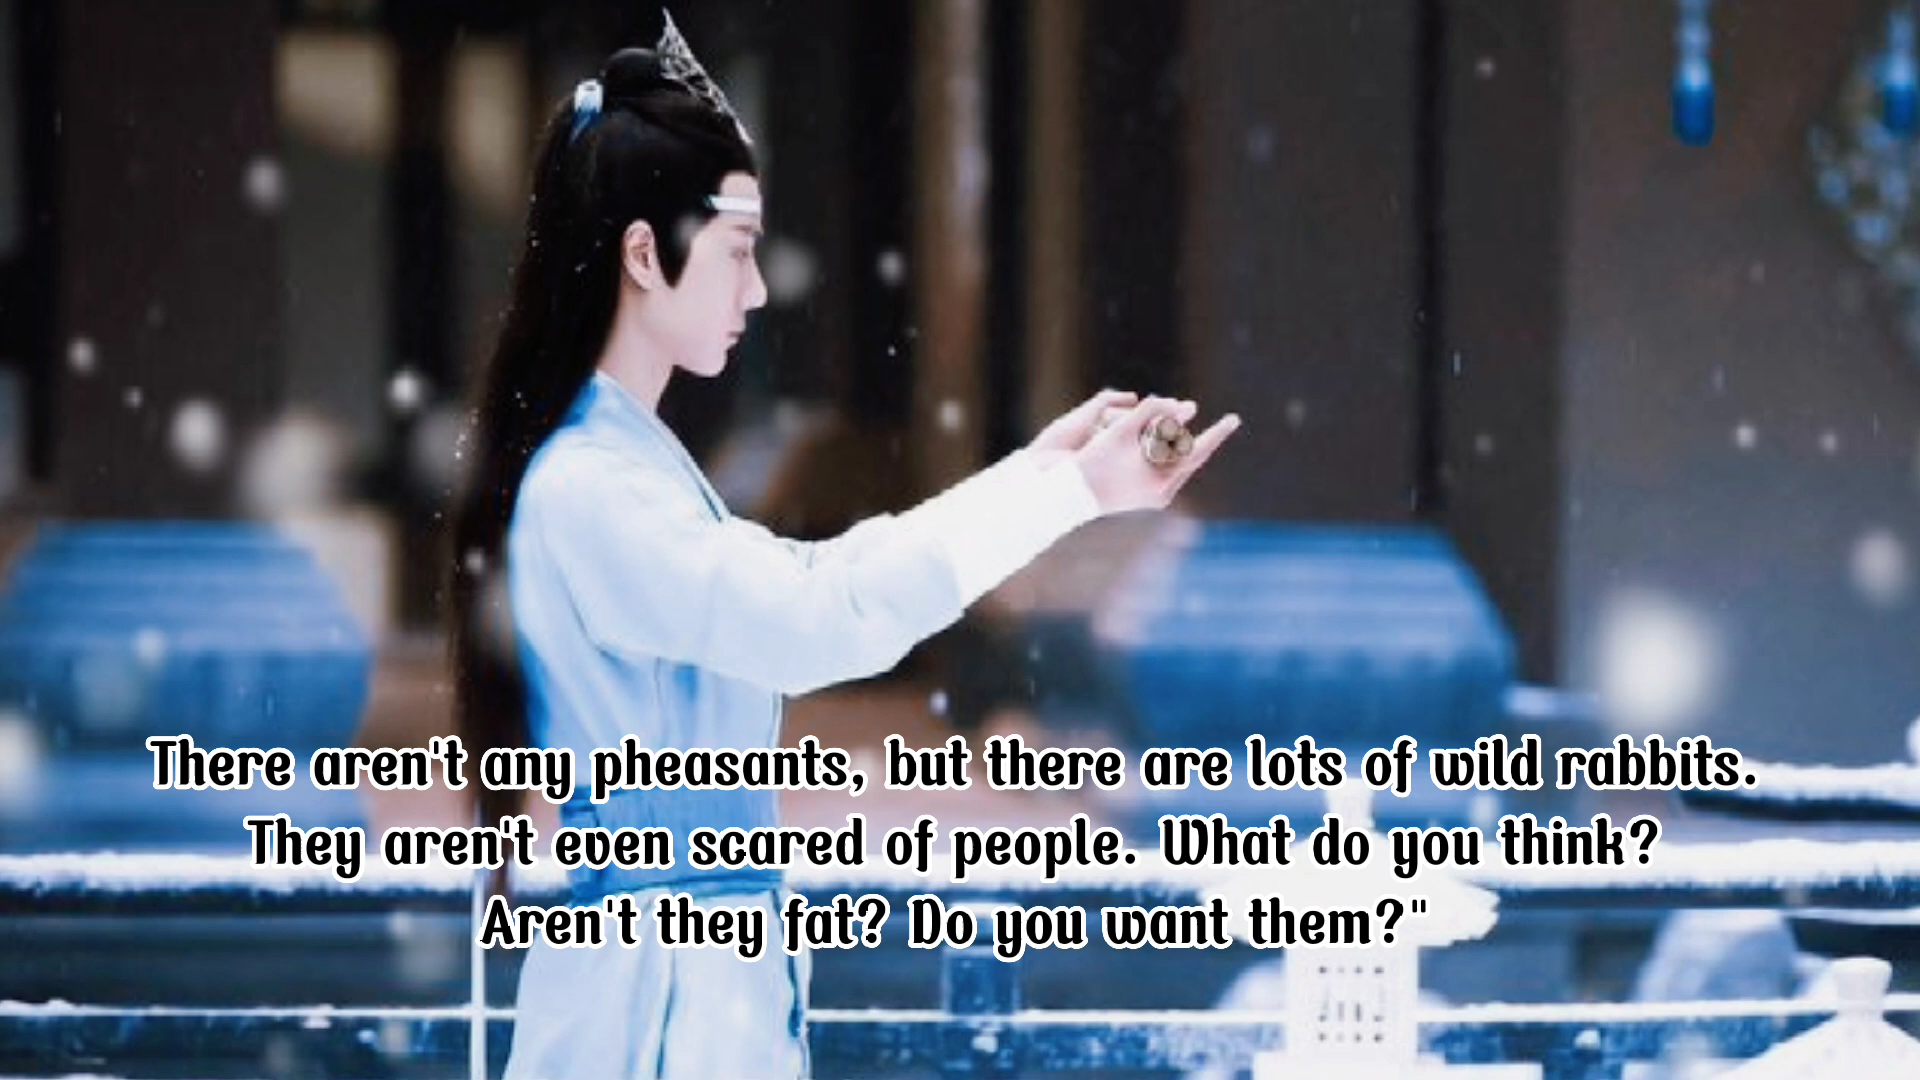 There aren't any pheasants, but there are lots of wild rabbits.
They aren't even scared of people. What do you think?
Aren't they fat? Do you want them?"